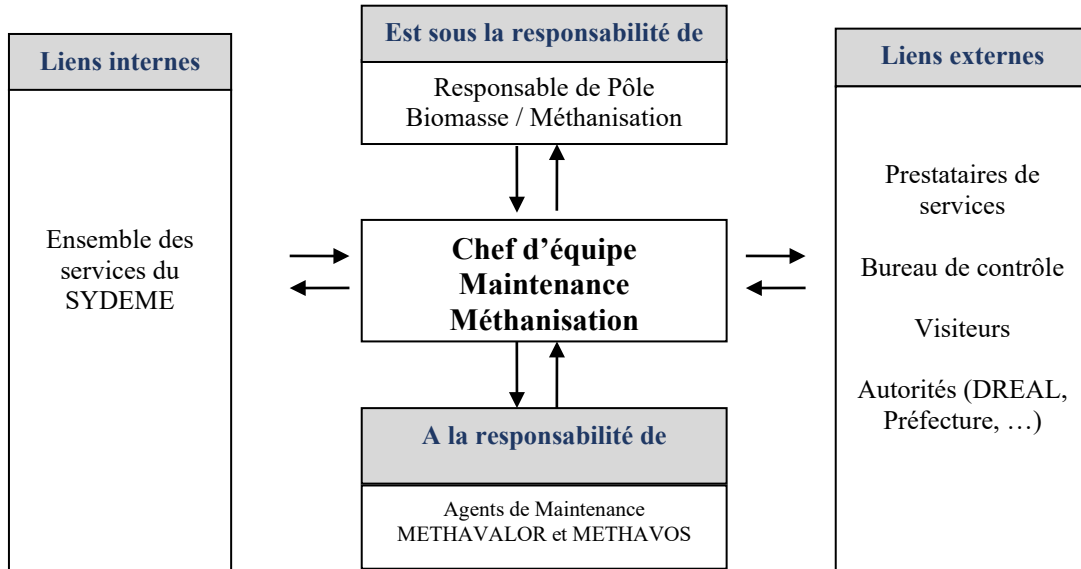 Liens internes
Ensemble des
services du
SYDEME
Est sous la responsabilité de
Responsable de Pôle
Biomasse / Méthanisation
Chef d’équipe
Maintenance
Méthanisation
A la responsabilité de
Agents de Maintenance
METHAVALOR et METHAVOS
Liens externes
Prestataires de
services
Bureau de contrôle
Visiteurs
Autorités (DREAL,
Préfecture, …)